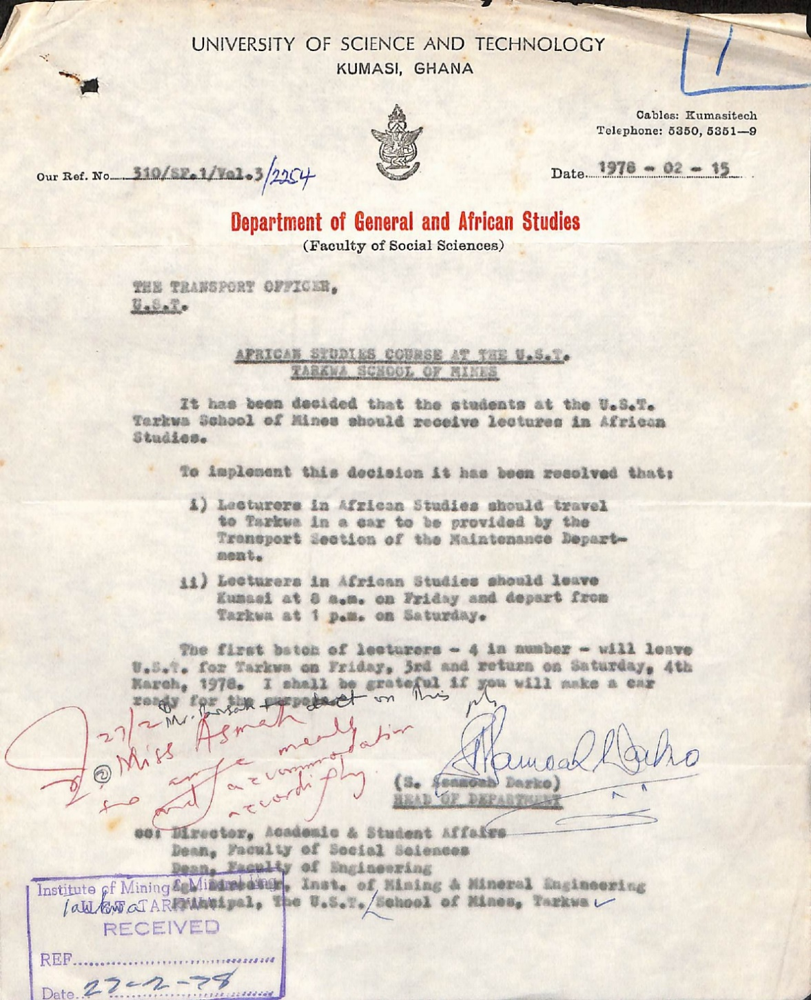 UNIVERSITY OF SCIENCE AND TECHNOLOGY
KUMASI, GHANA
1
Cables: Kumasitech
Telephone: 5350, 5351—9
Our Ref. No. 310/SF.1/Vol.3/2254
Date. 1978 - 02 - 15
Department of General and African Studies
(Faculty of Social Sciences)
THE TRANSPORT OFFICER,
U.S.T.
AFRICAN STUDIES COURSE AT THE U.S.T.
TARKWA SCHOOL OF MINES
It has been decided that the students at the U.S.T.
Tarkwa School of Mines should receive lectures in African
Studies.
To implement this decision it has been resolved that:
i) Lecturers in African Studies should travel
to Tarkwa in a car to be provided by the
Transport Section of the Maintenance Depart-
ment.
ii) Lecturers in African Studies should leave
Kumasi at 8 a.m. on Friday and depart from
Tarkwa at 1 p.m. on Saturday.
The first batch of lecturers - 4 in number - will leave
U.S.T. for Tarkwa on Friday, 3rd and return on Saturday, 4th
March, 1978. I shall be grateful if you will make a car
ready for the purpose.
Mr. on this pls
27/2
② Miss Asmah
to arrange meals
and accommodation
accordingly.
(S. Asamoah Darko)
HEAD OF DEPARTMENT
cc: Director, Academic & Student Affairs
Dean, Faculty of Social Sciences
Dean, Faculty of Engineering
Ag. Director, Inst. of Mining & Mineral Engineering
Principal, The U.S.T. School of Mines, Tarkwa
Institute of Mining & Mineral Eng.
U.S.T. TARKWA
RECEIVED
REF.
Date. 27-2-78